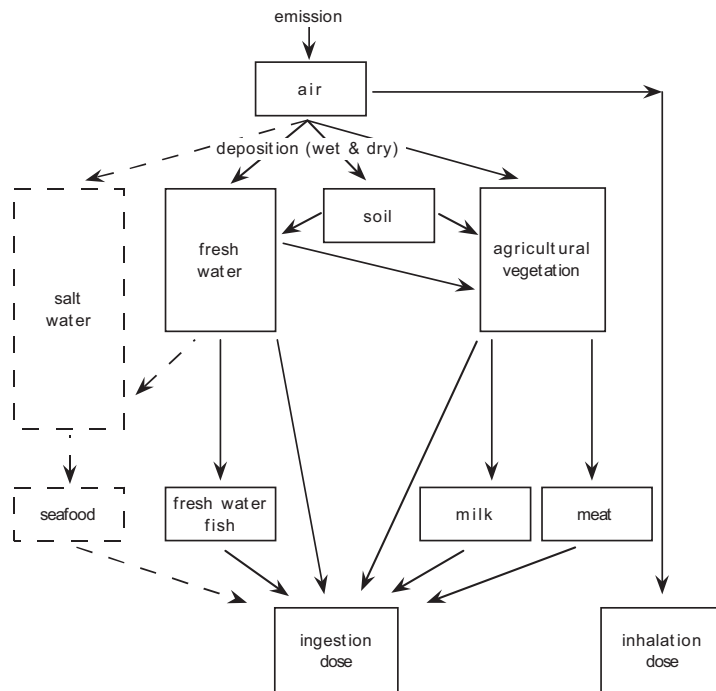 emission
air
deposition (wet & dry)
soil
fresh
water
agricultural
vegetation
salt
water
seafood
fresh water
fish
milk
meat
ingestion
dose
inhalation
dose